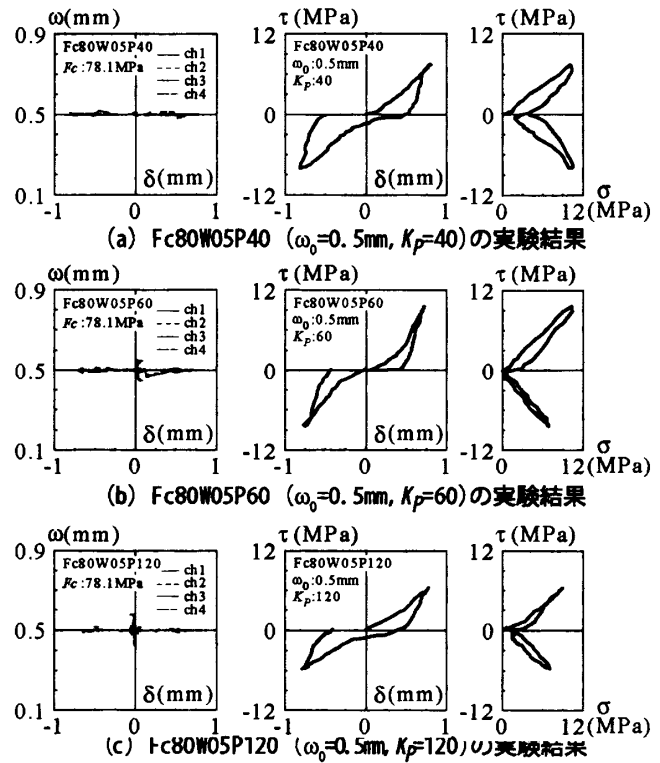 ω(mm) τ (MPa) τ (MPa)
0.9 12 12
Fc80W05P40 ch1 Fc80W05P40
Fc :78.1MPa ch2 ω0:0.5mm
ch3 Kp:40
ch4
0.5 0 0
δ(mm) δ(mm) σ
0.1 -12 -12
-1 0 1 -1 0 1 0 12 (MPa)
(a) Fc80W05P40 (ω0=0.5mm, Kp=40)の実験結果
ω(mm) τ (MPa) τ (MPa)
0.9 12 12
Fc80W05P60 ch1 Fc80W05P60
Fc :78.1MPa ch2 ω0:0.5mm
ch3 Kp:60
ch4
0.5 0 0
δ(mm) δ(mm) σ
0.1 -12 -12
-1 0 1 -1 0 1 0 12 (MPa)
(b) Fc80W05P60 (ω0=0.5mm, Kp=60)の実験結果
ω(mm) τ (MPa) τ (MPa)
0.9 12 12
Fc80W05P120 ch1 Fc80W05P120
Fc :78.1MPa ch2 ω0:0.5mm
ch3 Kp:120
ch4
0.5 0 0
δ(mm) δ(mm) σ
0.1 -12 -12
-1 0 1 -1 0 1 0 12 (MPa)
(c) Fc80W05P120 (ω0=0.5mm, Kp=120)の実験結果